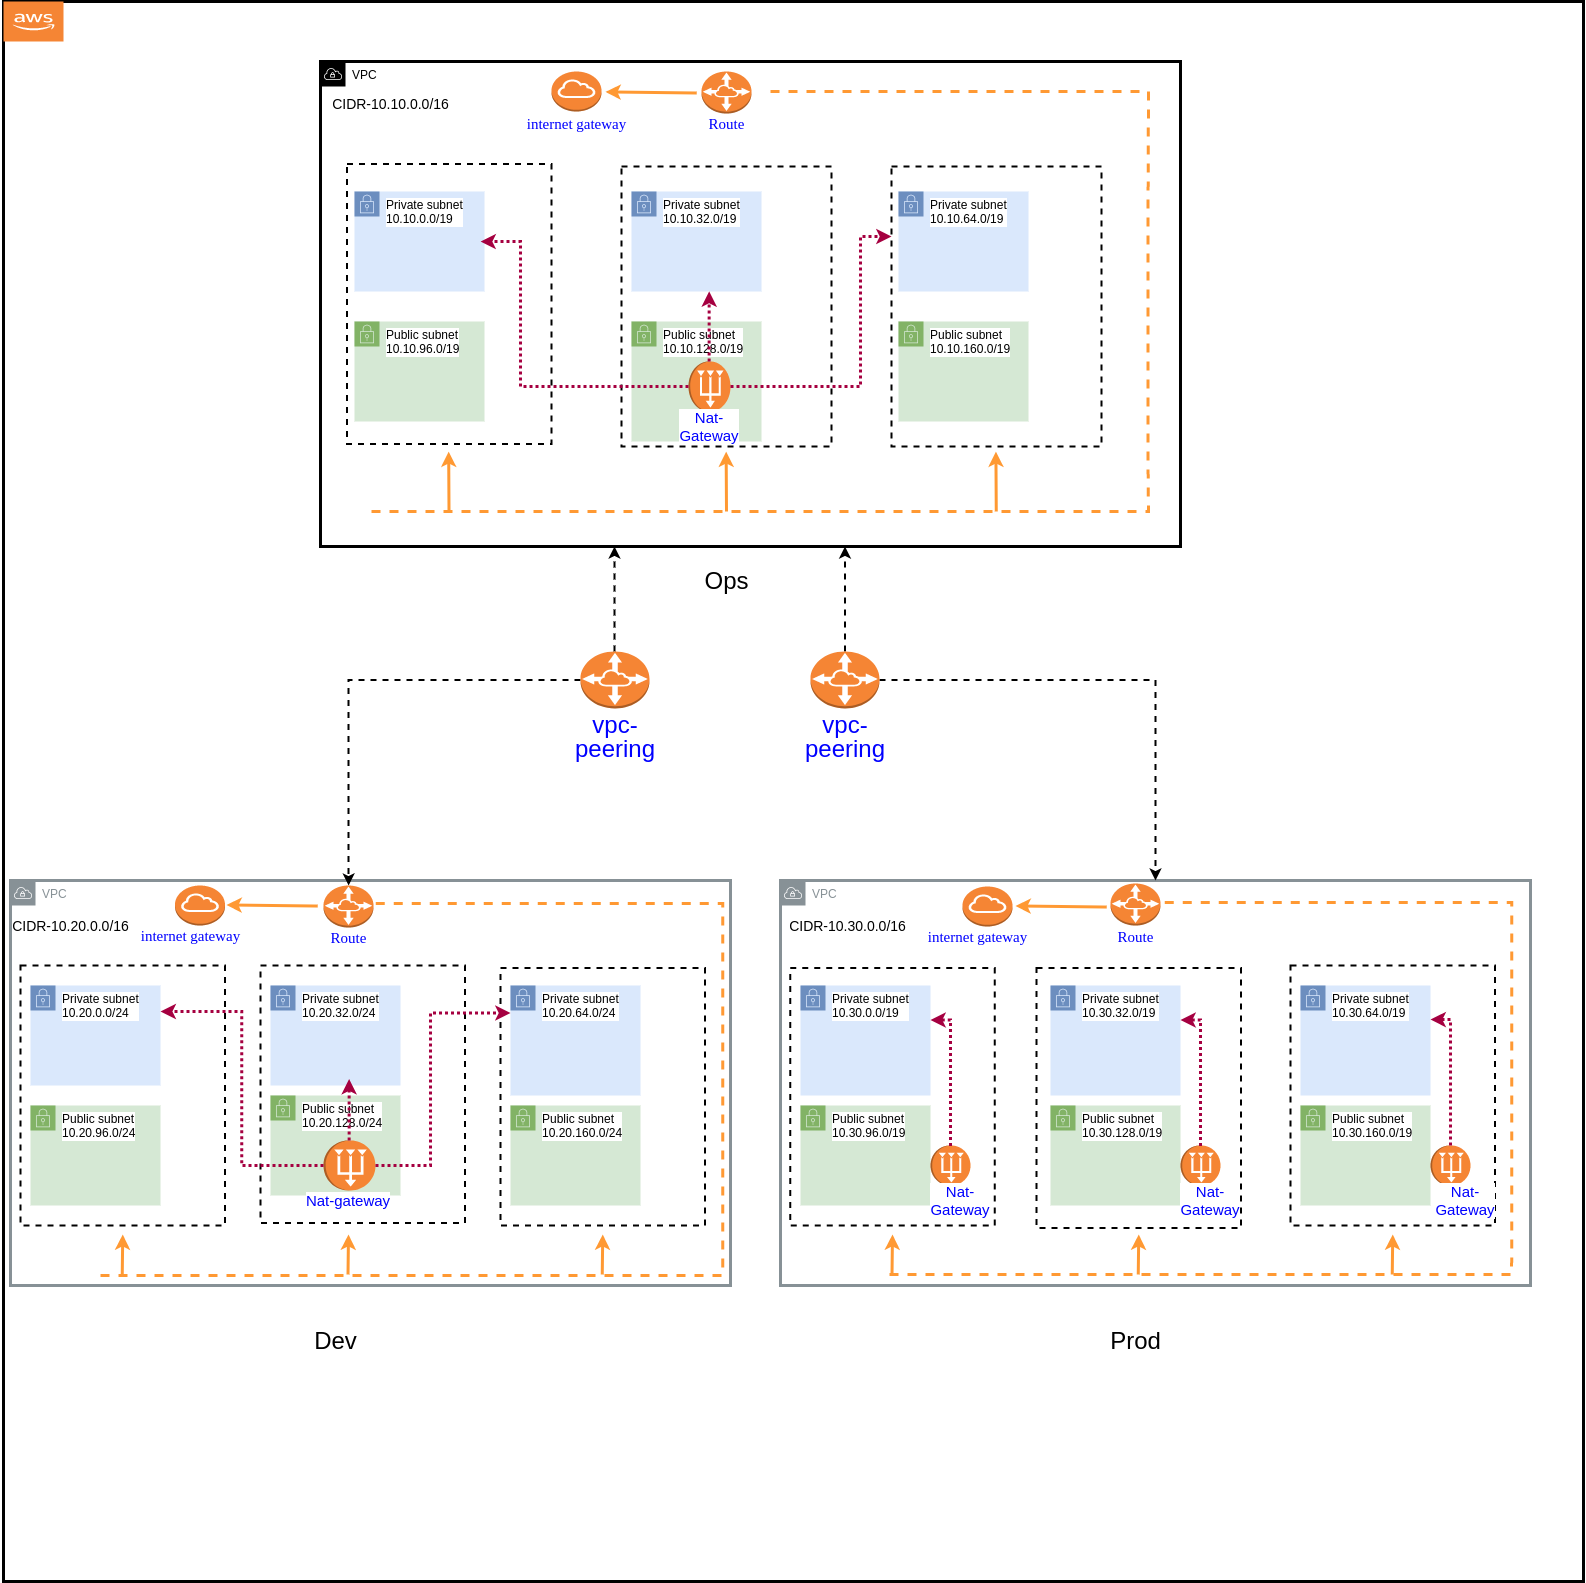 aws
VPC
CIDR-10.10.0.0/16
internet gateway
Route
Private subnet
10.10.0.0/19
Private subnet
10.10.32.0/19
Private subnet
10.10.64.0/19
Public subnet
10.10.96.0/19
Public subnet
10.10.128.0/19
Public subnet
10.10.160.0/19
Nat-
Gateway
Ops
vpc-
peering
vpc-
peering
VPC
CIDR-10.20.0.0/16
internet gateway
Route
Private subnet
10.20.0.0/24
Private subnet
10.20.32.0/24
Private subnet
10.20.64.0/24
Public subnet
10.20.96.0/24
Public subnet
10.20.128.0/24
Public subnet
10.20.160.0/24
Nat-gateway
Dev
VPC
CIDR-10.30.0.0/16
internet gateway
Route
Private subnet
10.30.0.0/19
Private subnet
10.30.32.0/19
Private subnet
10.30.64.0/19
Public subnet
10.30.96.0/19
Public subnet
10.30.128.0/19
Public subnet
10.30.160.0/19
Nat-
Gateway
Nat-
Gateway
Nat-
Gateway
Prod